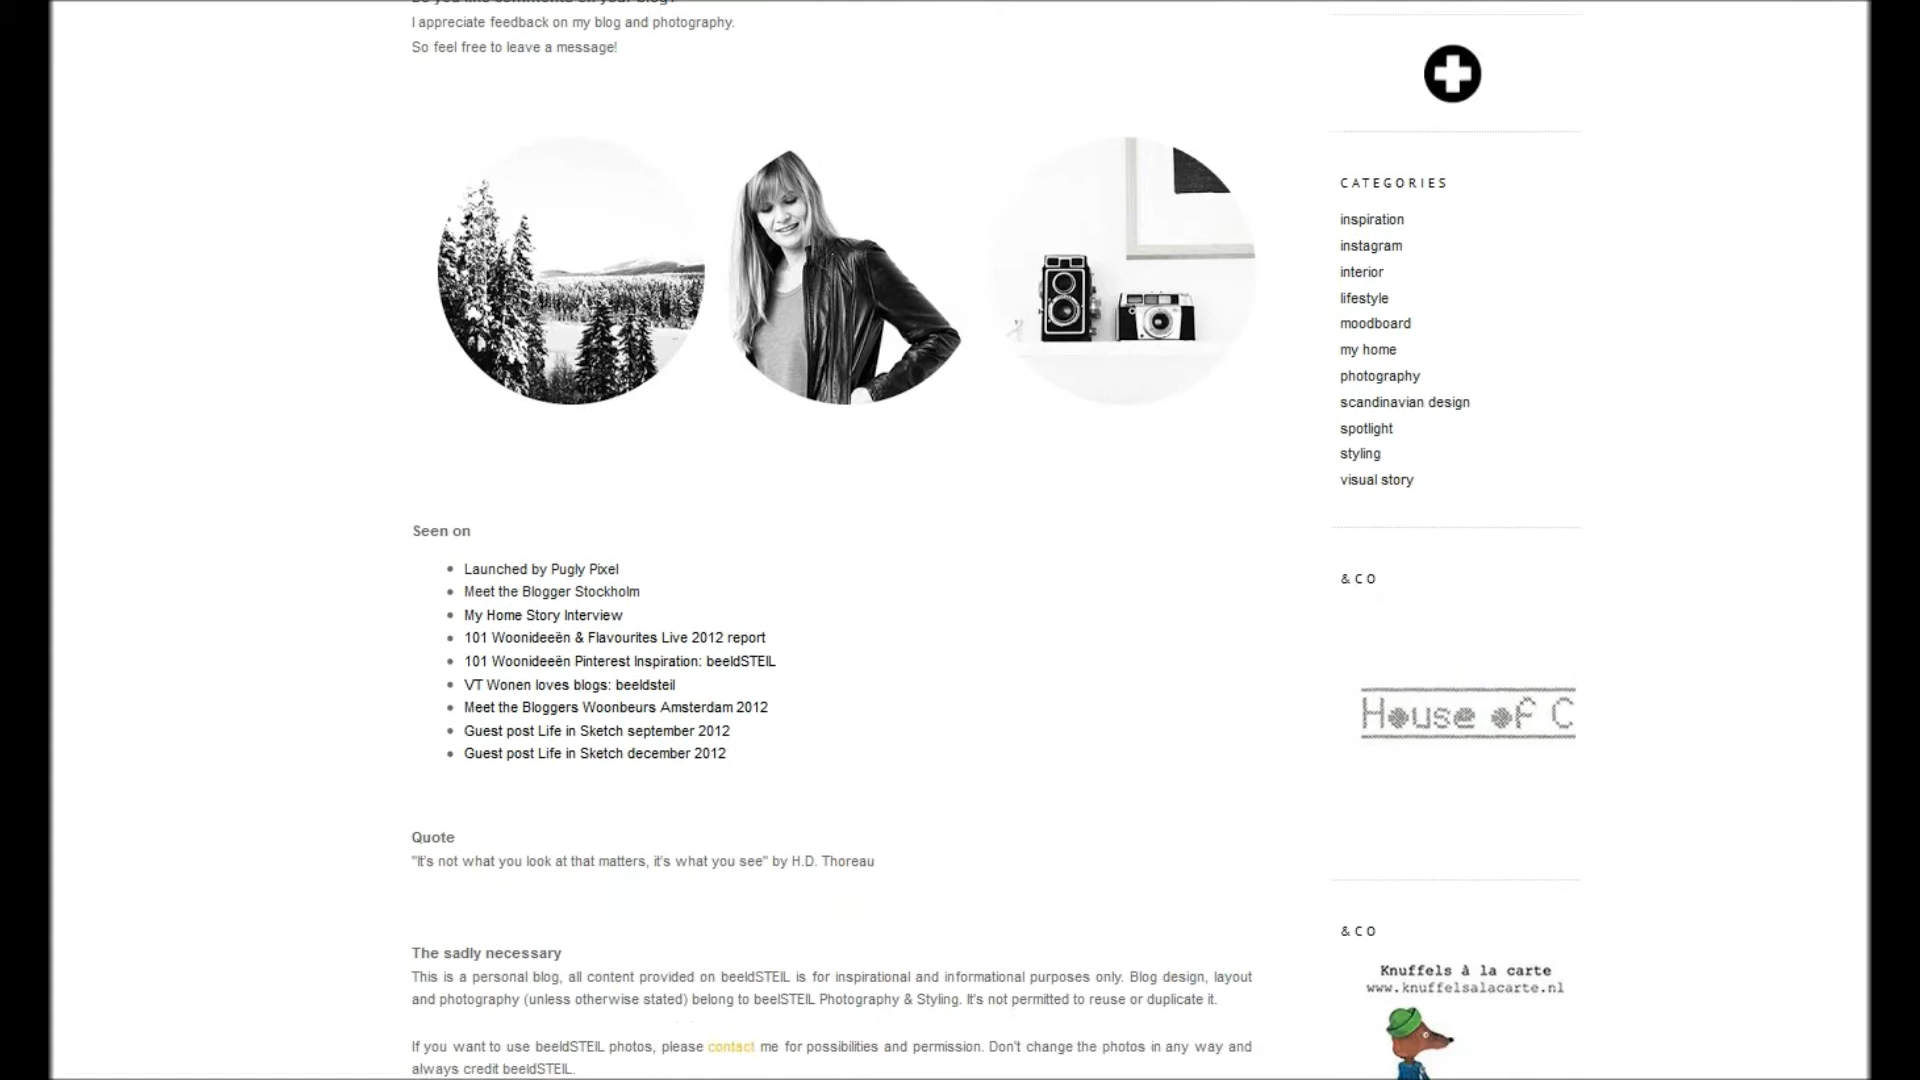 Do you like comments on your blog?
I appreciate feedback on my blog and photography.
So feel free to leave a message!
Seen on
Launched by Pugly Pixel
Meet the Blogger Stockholm
My Home Story Interview
101 Woonideeën & Flavourites Live 2012 report
101 Woonideeën Pinterest Inspiration: beeldSTEIL
VT Wonen loves blogs: beeldsteil
Meet the Bloggers Woonbeurs Amsterdam 2012
Guest post Life in Sketch september 2012
Guest post Life in Sketch december 2012
Quote
"It's not what you look at that matters, it's what you see" by H.D. Thoreau
The sadly necessary
This is a personal blog, all content provided on beeldSTEIL is for inspirational and informational purposes only. Blog design, layout
and photography (unless otherwise stated) belong to beelSTEIL Photography & Styling. It's not permitted to reuse or duplicate it.
If you want to use beeldSTEIL photos, please contact me for possibilities and permission. Don't change the photos in any way and
always credit beeldSTEIL.
CATEGORIES
inspiration
instagram
interior
lifestyle
moodboard
my home
photography
scandinavian design
spotlight
styling
visual story
&CO
House of C
&CO
Knuffels à la carte
www.knuffelsalacarte.nl